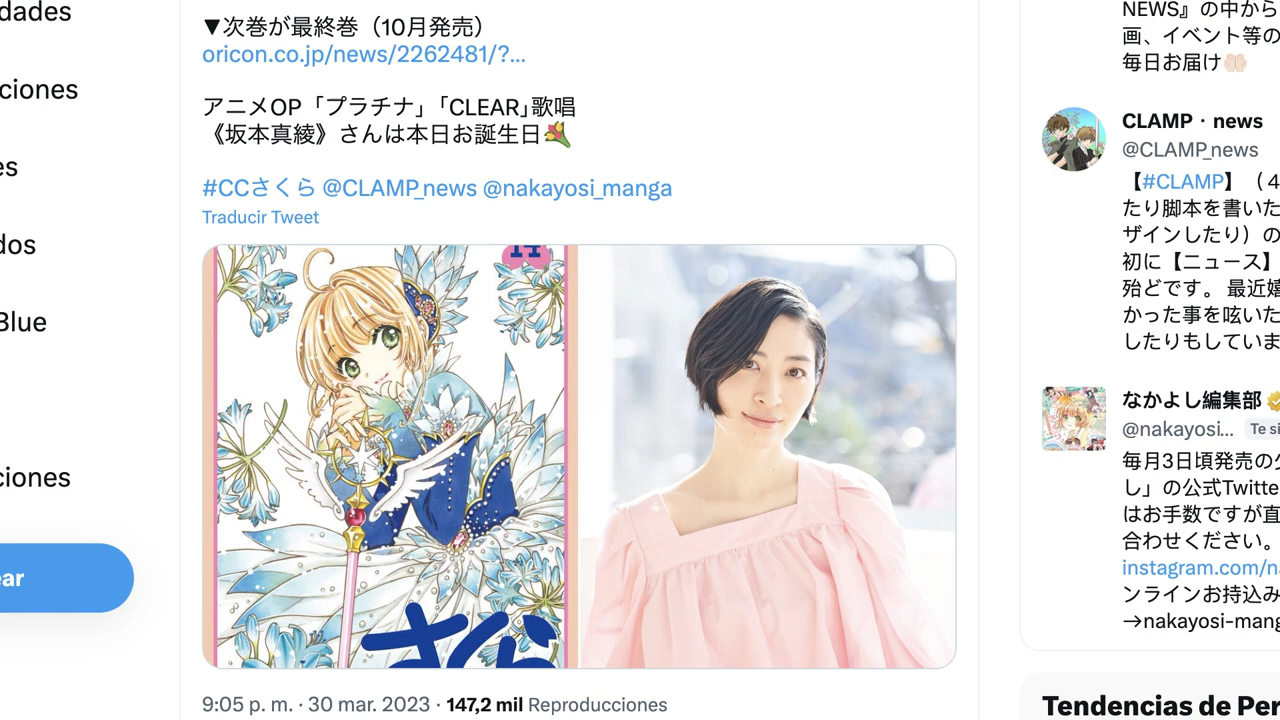 dades
ciones
es
dos
Blue
ciones
ear
▼次巻が最終巻（10月発売）
oricon.co.jp/news/2262481/?...
アニメOP「プラチナ」「CLEAR」歌唱
《坂本真綾》さんは本日お誕生日💐
#CCさくら @CLAMP_news @nakayosi_manga
Traducir Tweet
14
さくら
9:05 p. m. · 30 mar. 2023 · 147,2 mil Reproducciones
NEWS』の中から
画、イベント等の
毎日お届け🤲🏻
CLAMP・news
@CLAMP_news
【#CLAMP】（4
たり脚本を書いた
ザインしたり）の
初に【ニュース】
殆どです。 最近嬉
かった事を呟いた
したりもしていま
なかよし編集部
@nakayosi... Te si
毎月3日頃発売の少
し」の公式Twitte
はお手数ですが直
合わせください。
instagram.com/na
ンラインお持込み
→nakayosi-mang
Tendencias de Per